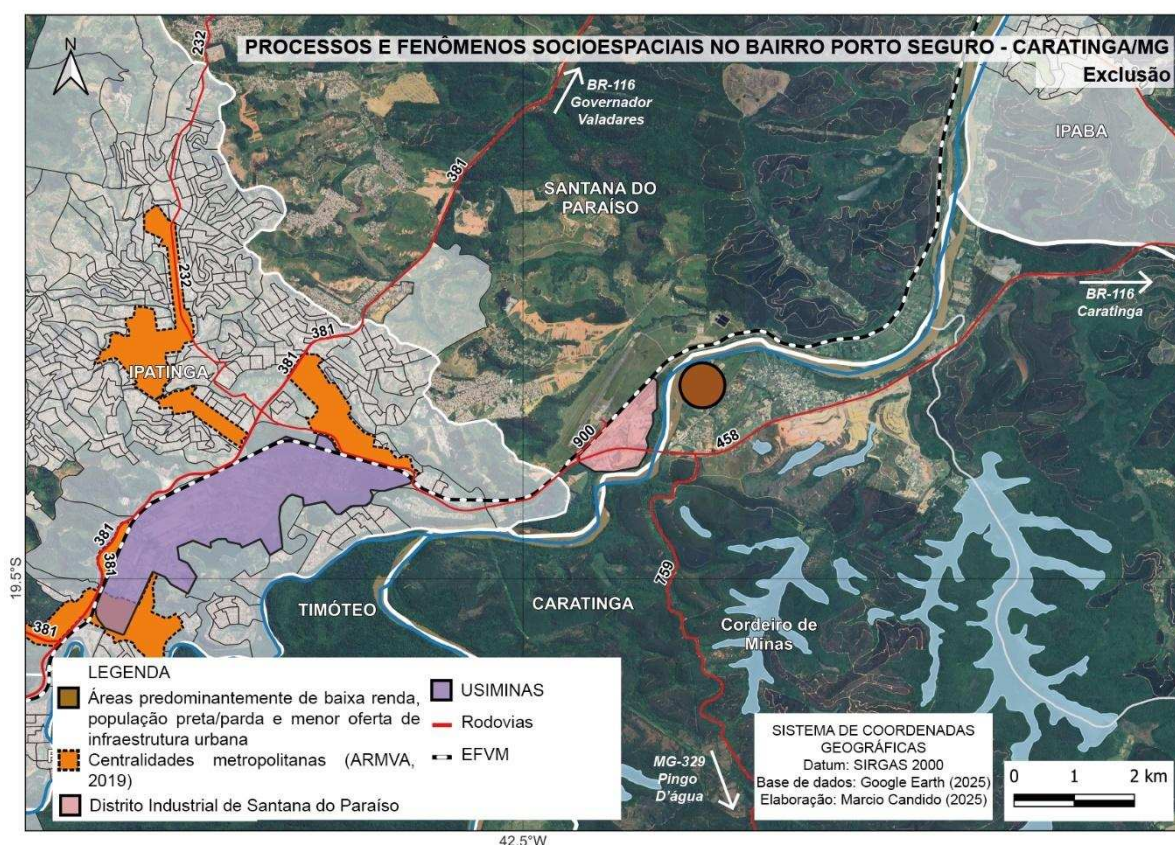 N
232
PROCESSOS E FENÔMENOS SOCIOESPACIAIS NO BAIRRO PORTO SEGURO - CARATINGA/MG
Exclusão
BR-116
Governador
Valadares
381
IPABA
SANTANA DO
PARAÍSO
232
BR-116
Caratinga
381
381
IPATINGA
900
458
381
381
759
19.5°S
TIMÓTEO
CARATINGA
Cordeiro de
Minas
381
LEGENDA
Áreas predominantemente de baixa renda,
população preta/parda e menor oferta de
infraestrutura urbana
Centralidades metropolitanas (ARMVA,
2019)
Distrito Industrial de Santana do Paraíso
USIMINAS
Rodovias
EFVM
MG-329
Pingo
D'água
SISTEMA DE COORDENADAS
GEOGRÁFICAS
Datum: SIRGAS 2000
Base de dados: Google Earth (2025)
Elaboração: Marcio Candido (2025)
0 1 2 km
42.5°W